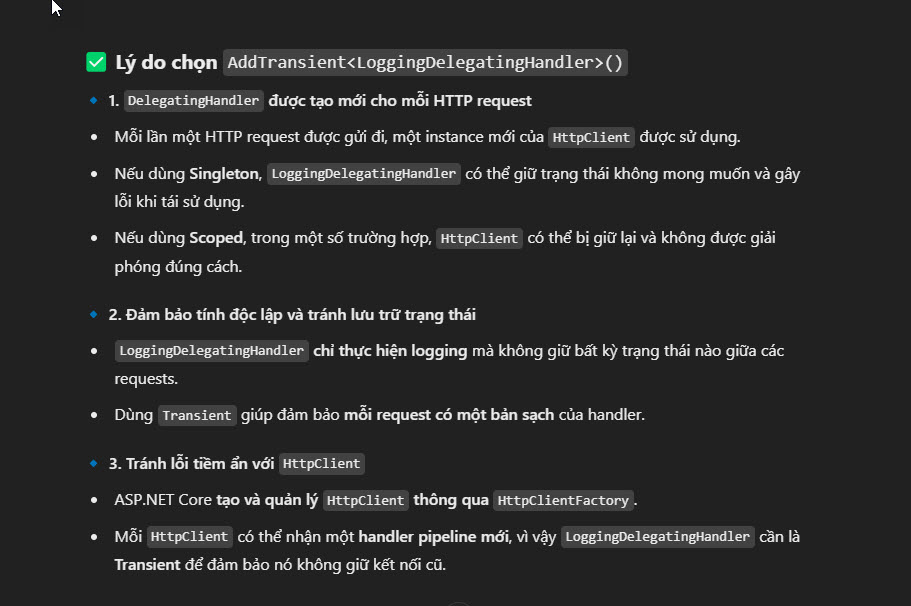 ✅ Lý do chọn AddTransient<LoggingDelegatingHandler>()
🔹 1. DelegatingHandler được tạo mới cho mỗi HTTP request
• Mỗi lần một HTTP request được gửi đi, một instance mới của HttpClient được sử dụng.
• Nếu dùng Singleton, LoggingDelegatingHandler có thể giữ trạng thái không mong muốn và gây
lỗi khi tái sử dụng.
• Nếu dùng Scoped, trong một số trường hợp, HttpClient có thể bị giữ lại và không được giải
phóng đúng cách.
🔹 2. Đảm bảo tính độc lập và tránh lưu trữ trạng thái
• LoggingDelegatingHandler chỉ thực hiện logging mà không giữ bất kỳ trạng thái nào giữa các
requests.
• Dùng Transient giúp đảm bảo mỗi request có một bản sạch của handler.
🔹 3. Tránh lỗi tiềm ẩn với HttpClient
• ASP.NET Core tạo và quản lý HttpClient thông qua HttpClientFactory.
• Mỗi HttpClient có thể nhận một handler pipeline mới, vì vậy LoggingDelegatingHandler cần là
Transient để đảm bảo nó không giữ kết nối cũ.